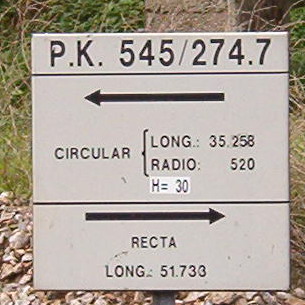 P.K. 545/274.7
CIRCULAR
LONG.: 35.258
RADIO: 520
H= 30
RECTA
LONG.: 51.733